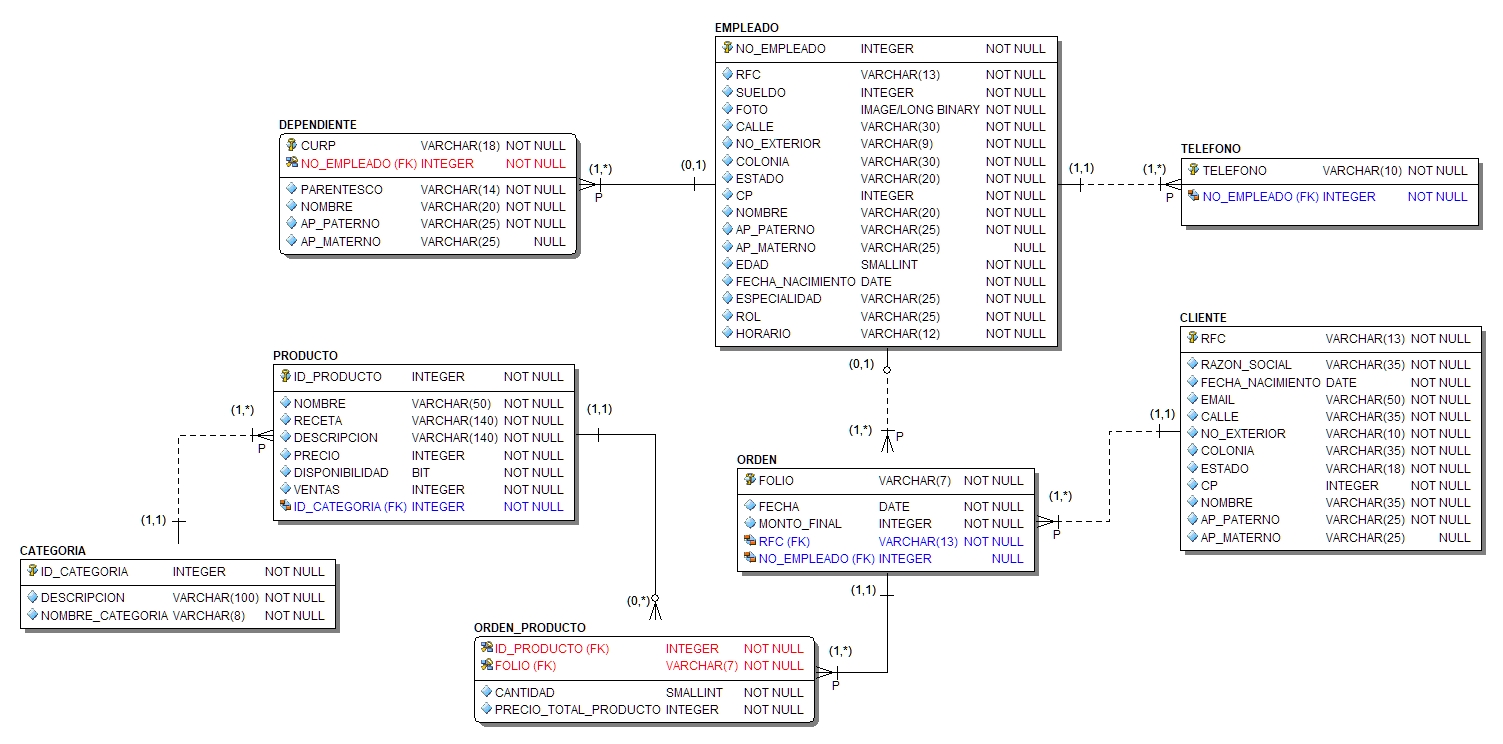 EMPLEADO
NO_EMPLEADO INTEGER NOT NULL
RFC VARCHAR(13) NOT NULL
SUELDO INTEGER NOT NULL
FOTO IMAGE/LONG BINARY NOT NULL
CALLE VARCHAR(30) NOT NULL
NO_EXTERIOR VARCHAR(9) NOT NULL
COLONIA VARCHAR(30) NOT NULL
ESTADO VARCHAR(20) NOT NULL
CP INTEGER NOT NULL
NOMBRE VARCHAR(20) NOT NULL
AP_PATERNO VARCHAR(25) NOT NULL
AP_MATERNO VARCHAR(25) NULL
EDAD SMALLINT NOT NULL
FECHA_NACIMIENTO DATE NOT NULL
ESPECIALIDAD VARCHAR(25) NOT NULL
ROL VARCHAR(25) NOT NULL
HORARIO VARCHAR(12) NOT NULL
DEPENDIENTE
CURP VARCHAR(18) NOT NULL
NO_EMPLEADO (FK) INTEGER NOT NULL
PARENTESCO VARCHAR(14) NOT NULL
NOMBRE VARCHAR(20) NOT NULL
AP_PATERNO VARCHAR(25) NOT NULL
AP_MATERNO VARCHAR(25) NULL
(1,*)
P
(0,1)
(1,1)
(1,*)
P
TELEFONO
TELEFONO VARCHAR(10) NOT NULL
NO_EMPLEADO (FK) INTEGER NOT NULL
CLIENTE
RFC VARCHAR(13) NOT NULL
RAZON_SOCIAL VARCHAR(35) NOT NULL
FECHA_NACIMIENTO DATE NOT NULL
EMAIL VARCHAR(50) NOT NULL
CALLE VARCHAR(35) NOT NULL
NO_EXTERIOR VARCHAR(10) NOT NULL
COLONIA VARCHAR(35) NOT NULL
ESTADO VARCHAR(18) NOT NULL
CP INTEGER NOT NULL
NOMBRE VARCHAR(35) NOT NULL
AP_PATERNO VARCHAR(25) NOT NULL
AP_MATERNO VARCHAR(25) NULL
PRODUCTO
ID_PRODUCTO INTEGER NOT NULL
NOMBRE VARCHAR(50) NOT NULL
RECETA VARCHAR(140) NOT NULL
DESCRIPCION VARCHAR(140) NOT NULL
PRECIO INTEGER NOT NULL
DISPONIBILIDAD BIT NOT NULL
VENTAS INTEGER NOT NULL
ID_CATEGORIA (FK) INTEGER NOT NULL
(1,*)
P
(1,1)
(1,1)
(0,1)
(1,*)
P
(1,1)
(1,*)
P
ORDEN
FOLIO VARCHAR(7) NOT NULL
FECHA DATE NOT NULL
MONTO_FINAL INTEGER NOT NULL
RFC (FK) VARCHAR(13) NOT NULL
NO_EMPLEADO (FK) INTEGER NULL
CATEGORIA
ID_CATEGORIA INTEGER NOT NULL
DESCRIPCION VARCHAR(100) NOT NULL
NOMBRE_CATEGORIA VARCHAR(8) NOT NULL
(0,*)
(1,1)
(1,*)
P
ORDEN_PRODUCTO
ID_PRODUCTO (FK) INTEGER NOT NULL
FOLIO (FK) VARCHAR(7) NOT NULL
CANTIDAD SMALLINT NOT NULL
PRECIO_TOTAL_PRODUCTO INTEGER NOT NULL